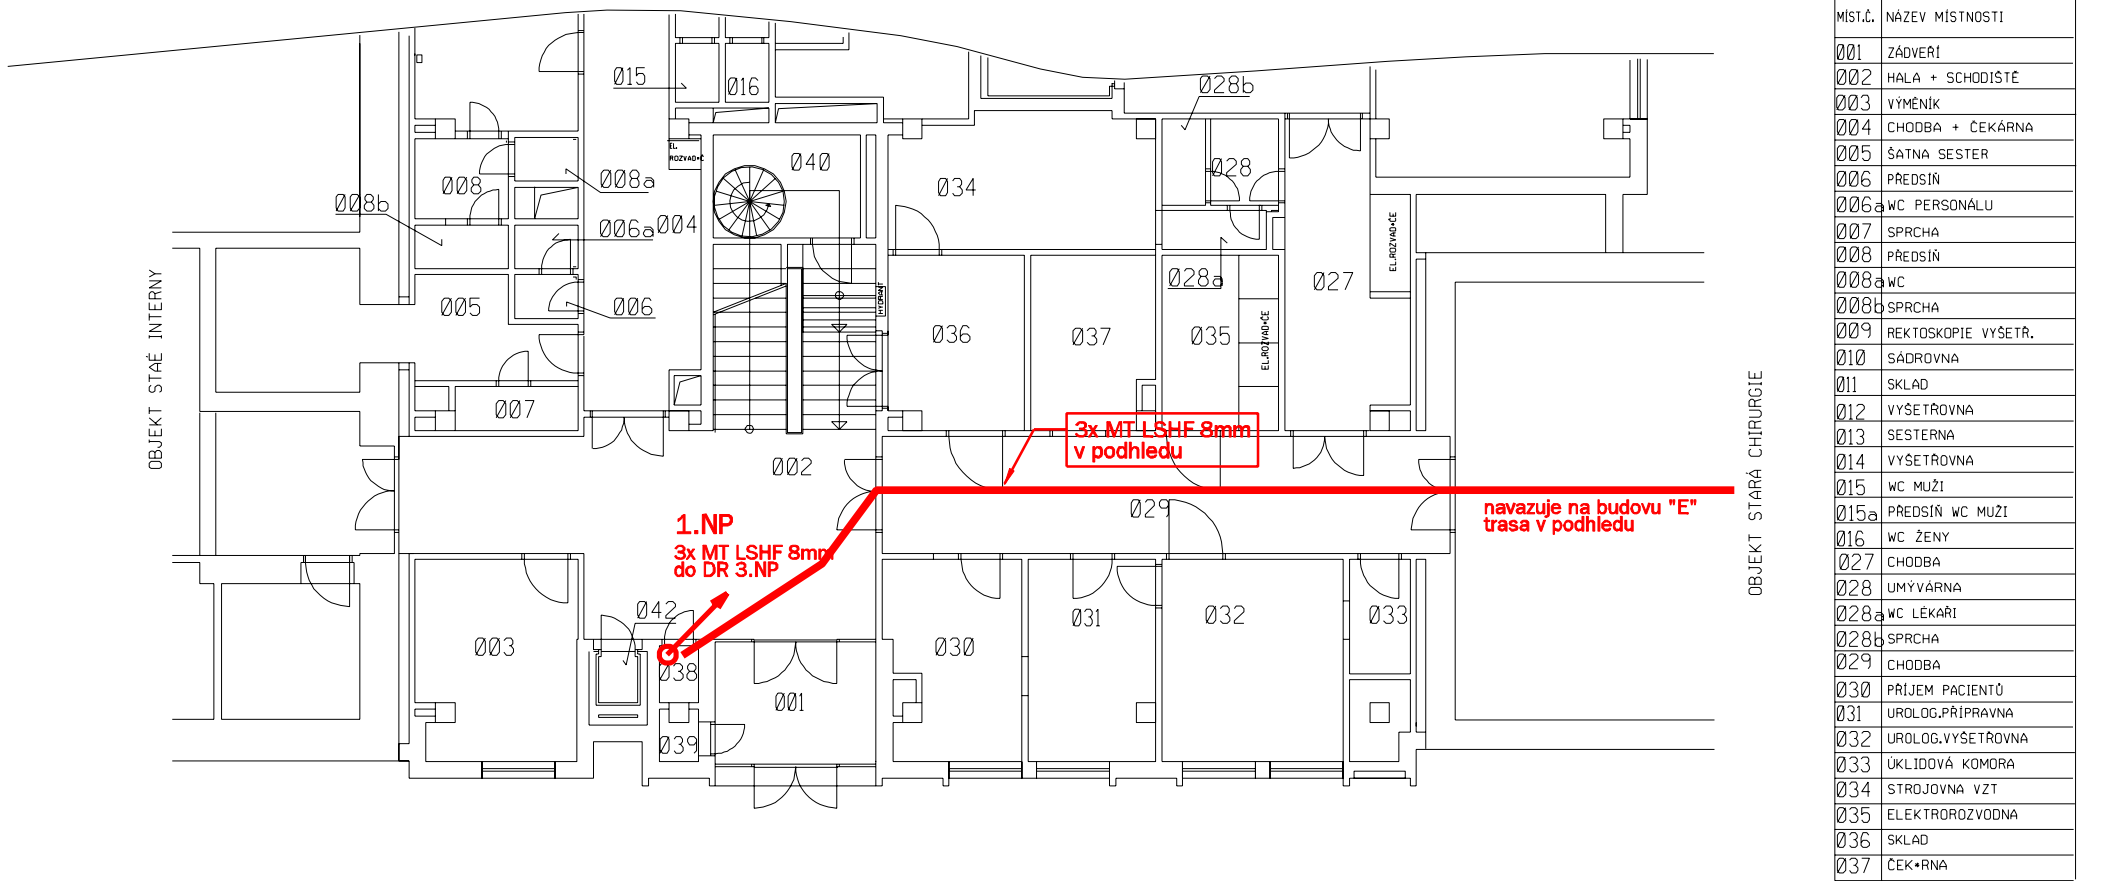 015
016
028b
EL.
ROZVAD*Č
040
008
008a
034
028
008b
006a
004
EL.ROZVAD*ČE
028a
027
HYDRANT
005
006
036
037
035
EL.ROZVAD*ČE
OBJEKT STAÉ INTERNY
OBJEKT STARÁ CHIRURGIE
007
3x MT LSHF 8mm
v podhledu
002
029
navazuje na budovu "E"
trasa v podhledu
1.NP
3x MT LSHF 8mm
do DR 3.NP
042
003
038
001
030
031
032
033
039
MÍST.Č. NÁZEV MÍSTNOSTI
001 ZÁDVEŘÍ
002 HALA + SCHODIŠTĚ
003 VÝMĚNÍK
004 CHODBA + ČEKÁRNA
005 ŠATNA SESTER
006 PŘEDSÍŇ
006a WC PERSONÁLU
007 SPRCHA
008 PŘEDSÍŇ
008a WC
008b SPRCHA
009 REKTOSKOPIE VYŠETŘ.
010 SÁDROVNA
011 SKLAD
012 VYŠETŘOVNA
013 SESTERNA
014 VYŠETŘOVNA
015 WC MUŽI
015a PŘEDSÍŇ WC MUŽI
016 WC ŽENY
027 CHODBA
028 UMÝVÁRNA
028a WC LÉKAŘI
028b SPRCHA
029 CHODBA
030 PŘÍJEM PACIENTŮ
031 UROLOG.PŘÍPRAVNA
032 UROLOG.VYŠETŘOVNA
033 ÚKLIDOVÁ KOMORA
034 STROJOVNA VZT
035 ELEKTROROZVODNA
036 SKLAD
037 ČEK*RNA